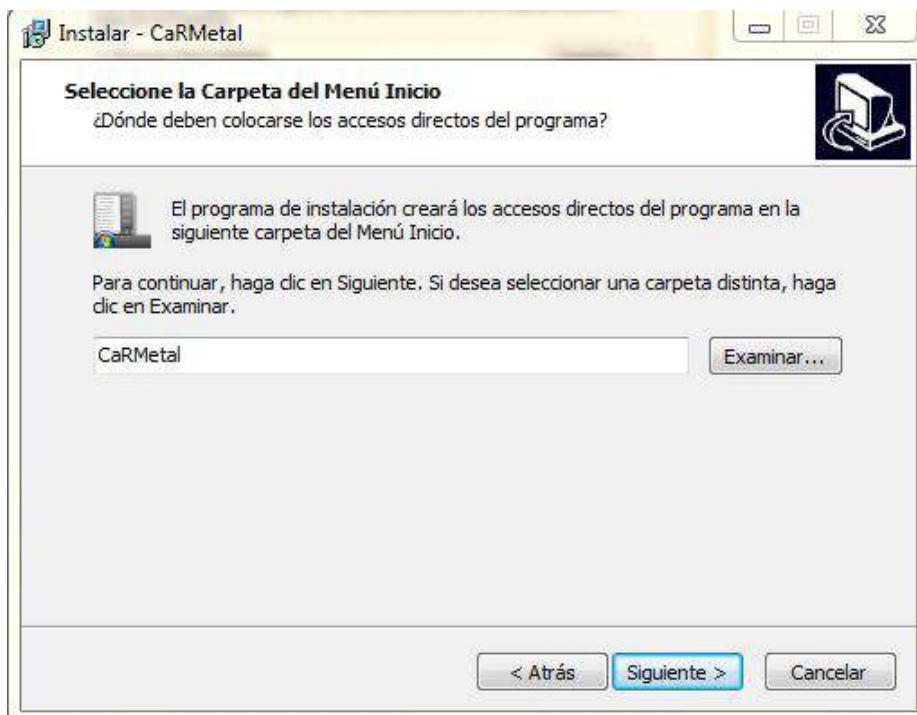 Instalar - CaRMetal
Seleccione la Carpeta del Menú Inicio
¿Dónde deben colocarse los accesos directos del programa?
El programa de instalación creará los accesos directos del programa en la
siguiente carpeta del Menú Inicio.
Para continuar, haga clic en Siguiente. Si desea seleccionar una carpeta distinta, haga
clic en Examinar.
CaRMetal
Examinar...
< Atrás
Siguiente >
Cancelar